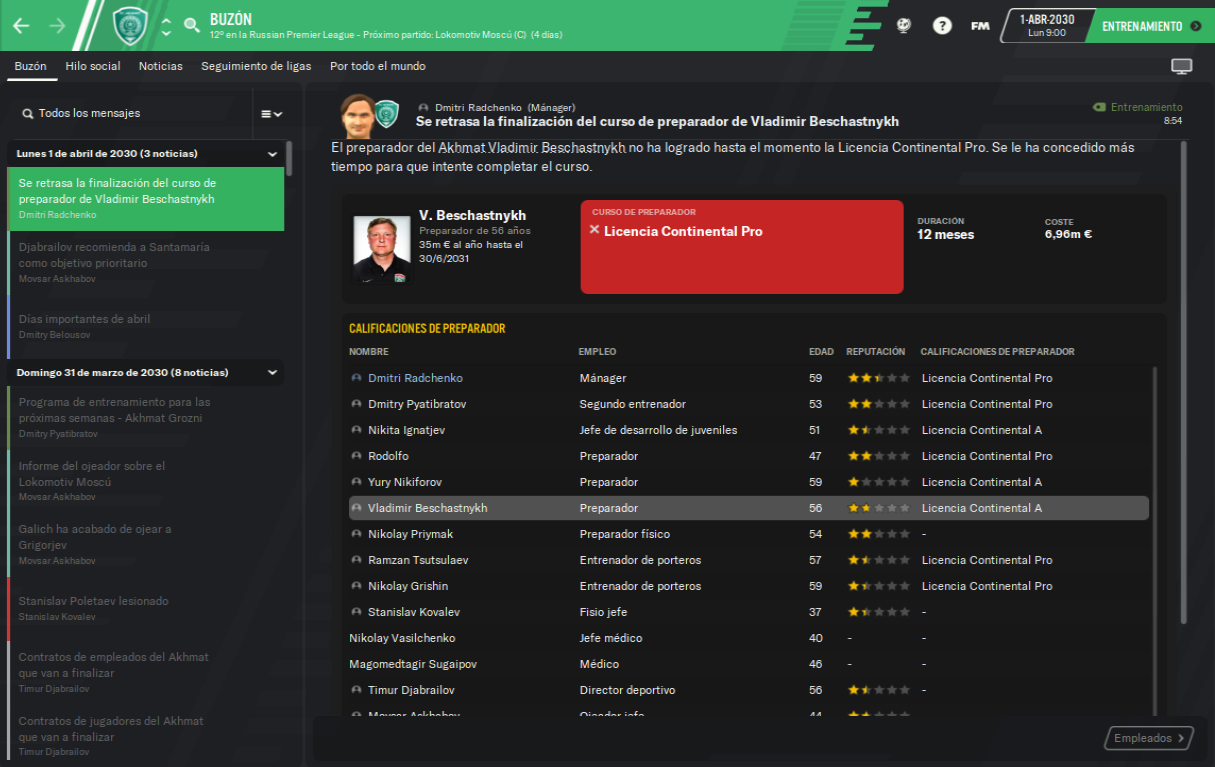 BUZÓN
12º en la Russian Premier League - Próximo partido: Lokomotiv Moscú (C) (4 días)
?
FM
1-ABR-2030
Lun 9:00
ENTRENAMIENTO
Buzón Hilo social Noticias Seguimiento de ligas Por todo el mundo
Todos los mensajes
Lunes 1 de abril de 2030 (3 noticias)
Se retrasa la finalización del curso de
preparador de Vladimir Beschastnykh
Dmitri Radchenko
Djabrailov recomienda a Santamaría
como objetivo prioritario
Movsar Askhabov
Días importantes de abril
Dmitry Belousov
Domingo 31 de marzo de 2030 (8 noticias)
Programa de entrenamiento para las
próximas semanas - Akhmat Grozni
Dmitry Pyatibratov
Informe del ojeador sobre el
Lokomotiv Moscú
Movsar Askhabov
Galich ha acabado de ojear a
Grigorjev
Movsar Askhabov
Stanislav Poletaev lesionado
Stanislav Kovalev
Contratos de empleados del Akhmat
que van a finalizar
Timur Djabrailov
Contratos de jugadores del Akhmat
que van a finalizar
Timur Djabrailov
Dmitri Radchenko (Mánager)
Se retrasa la finalización del curso de preparador de Vladimir Beschastnykh
Entrenamiento
8:54
El preparador del Akhmat Vladimir Beschastnykh no ha logrado hasta el momento la Licencia Continental Pro. Se le ha concedido más
tiempo para que intente completar el curso.
V. Beschastnykh
Preparador de 56 años
35m € al año hasta el
30/6/2031
CURSO DE PREPARADOR
Licencia Continental Pro
DURACIÓN
12 meses
COSTE
6,96m €
CALIFICACIONES DE PREPARADOR
NOMBRE EMPLEO EDAD REPUTACIÓN CALIFICACIONES DE PREPARADOR
Dmitri Radchenko Mánager 59 Licencia Continental Pro
Dmitry Pyatibratov Segundo entrenador 53 Licencia Continental Pro
Nikita Ignatjev Jefe de desarrollo de juveniles 51 Licencia Continental A
Rodolfo Preparador 47 Licencia Continental Pro
Yury Nikiforov Preparador 59 Licencia Continental A
Vladimir Beschastnykh Preparador 56 Licencia Continental A
Nikolay Priymak Preparador físico 54 -
Ramzan Tsutsulaev Entrenador de porteros 57 Licencia Continental Pro
Nikolay Grishin Entrenador de porteros 59 Licencia Continental Pro
Stanislav Kovalev Fisio jefe 37 -
Nikolay Vasilchenko Jefe médico 40 - -
Magomedtagir Sugaipov Médico 46 - -
Timur Djabrailov Director deportivo 56 -
Movsar Askhabov Ojeador jefe 44
Empleados